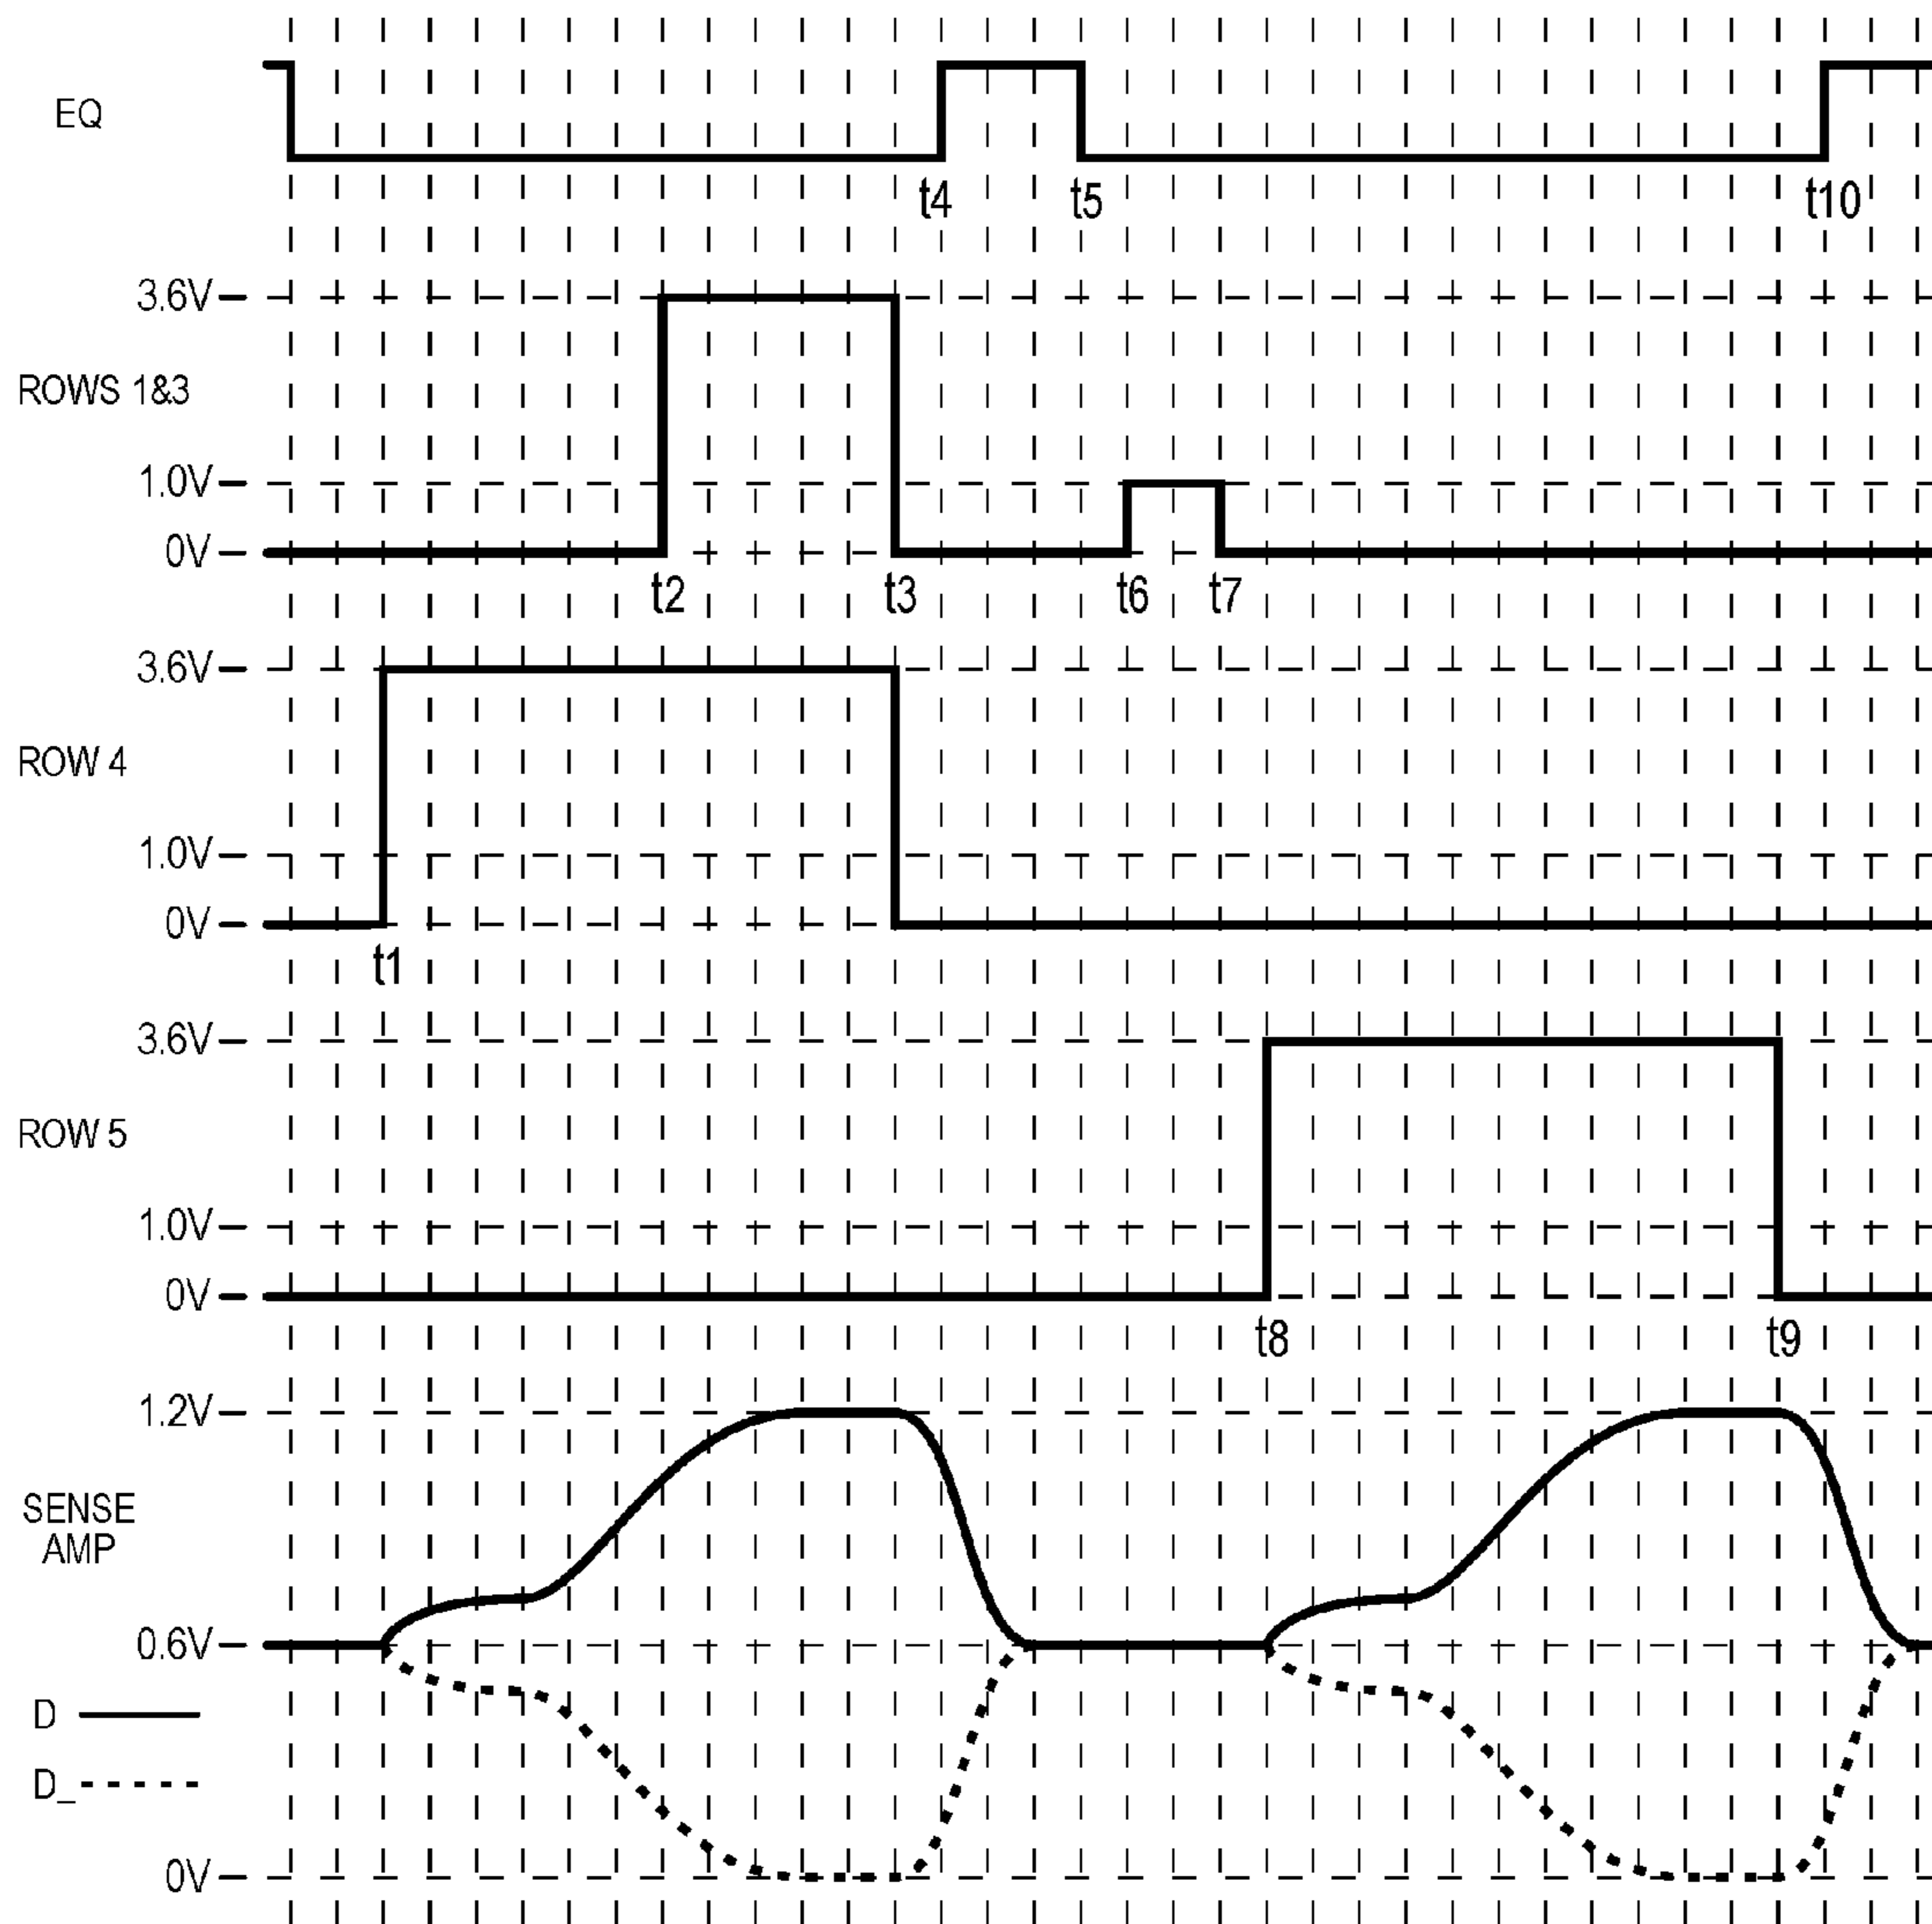 EQ
t4 t5 t10
3.6V
ROWS 1&3
1.0V
0V
t2 t3 t6 t7
3.6V
ROW 4
1.0V
0V
t1
3.6V
ROW 5
1.0V
0V
t8 t9
1.2V
SENSE
AMP
0.6V
D
D_
0V